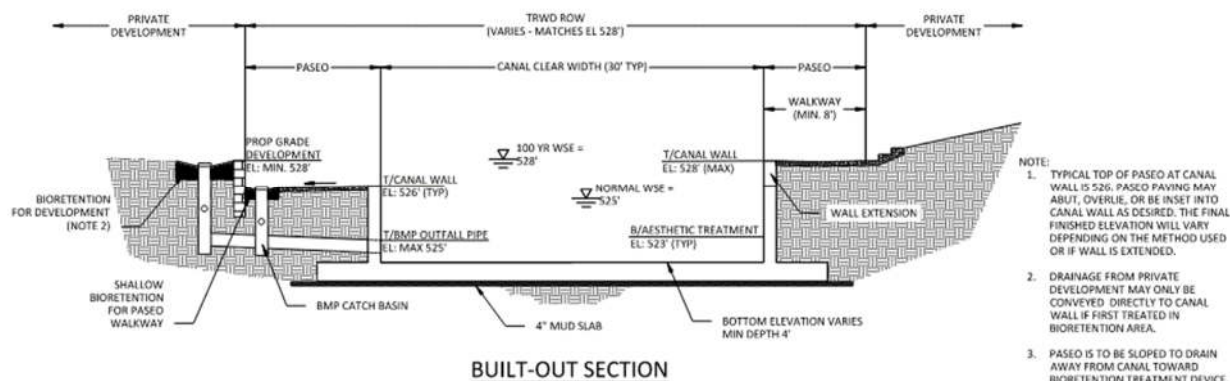 PRIVATE
DEVELOPMENT
TRWD ROW
(VARIES - MATCHES EL 528')
PRIVATE
DEVELOPMENT
PASEO
CANAL CLEAR WIDTH (30' TYP)
PASEO
WALKWAY
(MIN. 8')
PROP GRADE
DEVELOPMENT
EL: MIN. 528'
100 YR WSE =
528'
T/CANAL WALL
EL: 528' (MAX)
T/CANAL WALL
EL: 526' (TYP)
NORMAL WSE =
525'
BIORETENTION
FOR DEVELOPMENT
(NOTE 2)
WALL EXTENSION
T/BMP OUTFALL PIPE
EL: MAX 525'
B/AESTHETIC TREATMENT
EL: 523' (TYP)
SHALLOW
BIORETENTION
FOR PASEO
WALKWAY
BMP CATCH BASIN
4" MUD SLAB
BOTTOM ELEVATION VARIES
MIN DEPTH 4'
BUILT-OUT SECTION
NOTE:
1. TYPICAL TOP OF PASEO AT CANAL
WALL IS 526. PASEO PAVING MAY
ABUT, OVERLIE, OR BE INSET INTO
CANAL WALL AS DESIRED. THE FINAL
FINISHED ELEVATION WILL VARY
DEPENDING ON THE METHOD USED
OR IF WALL IS EXTENDED.
2. DRAINAGE FROM PRIVATE
DEVELOPMENT MAY ONLY BE
CONVEYED DIRECTLY TO CANAL
WALL IF FIRST TREATED IN
BIORETENTION AREA.
3. PASEO IS TO BE SLOPED TO DRAIN
AWAY FROM CANAL TOWARD
BIORETENTION TREATMENT DEVICE